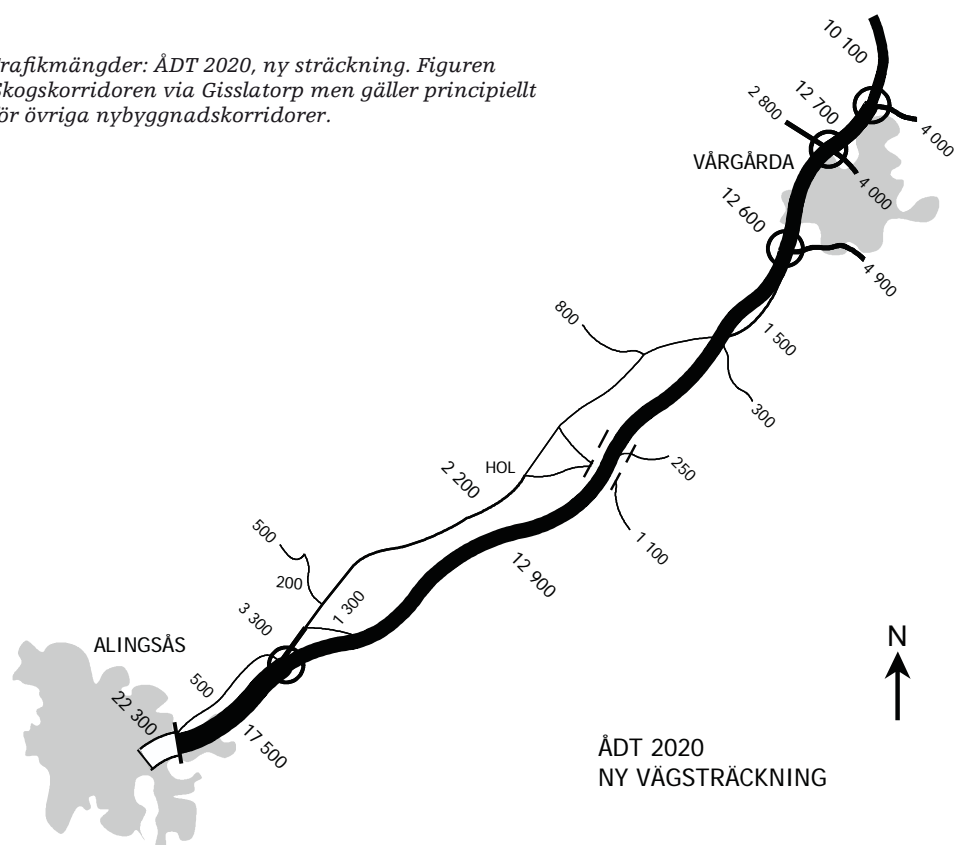 rafikmängder: ÅDT 2020, ny sträckning. Figuren
Skogskorridoren via Gisslatorp men gäller principiellt
ör övriga nybyggnadskorridorer.
10 100
12 700
2 800
4 000
VÅRGÅRDA
4 000
12 600
4 900
800
1 500
300
HOL
2 200
250
1 100
500
12 900
200
1 300
3 300
ALINGSÅS
500
22 300
17 500
N
ÅDT 2020
NY VÄGSTRÄCKNING